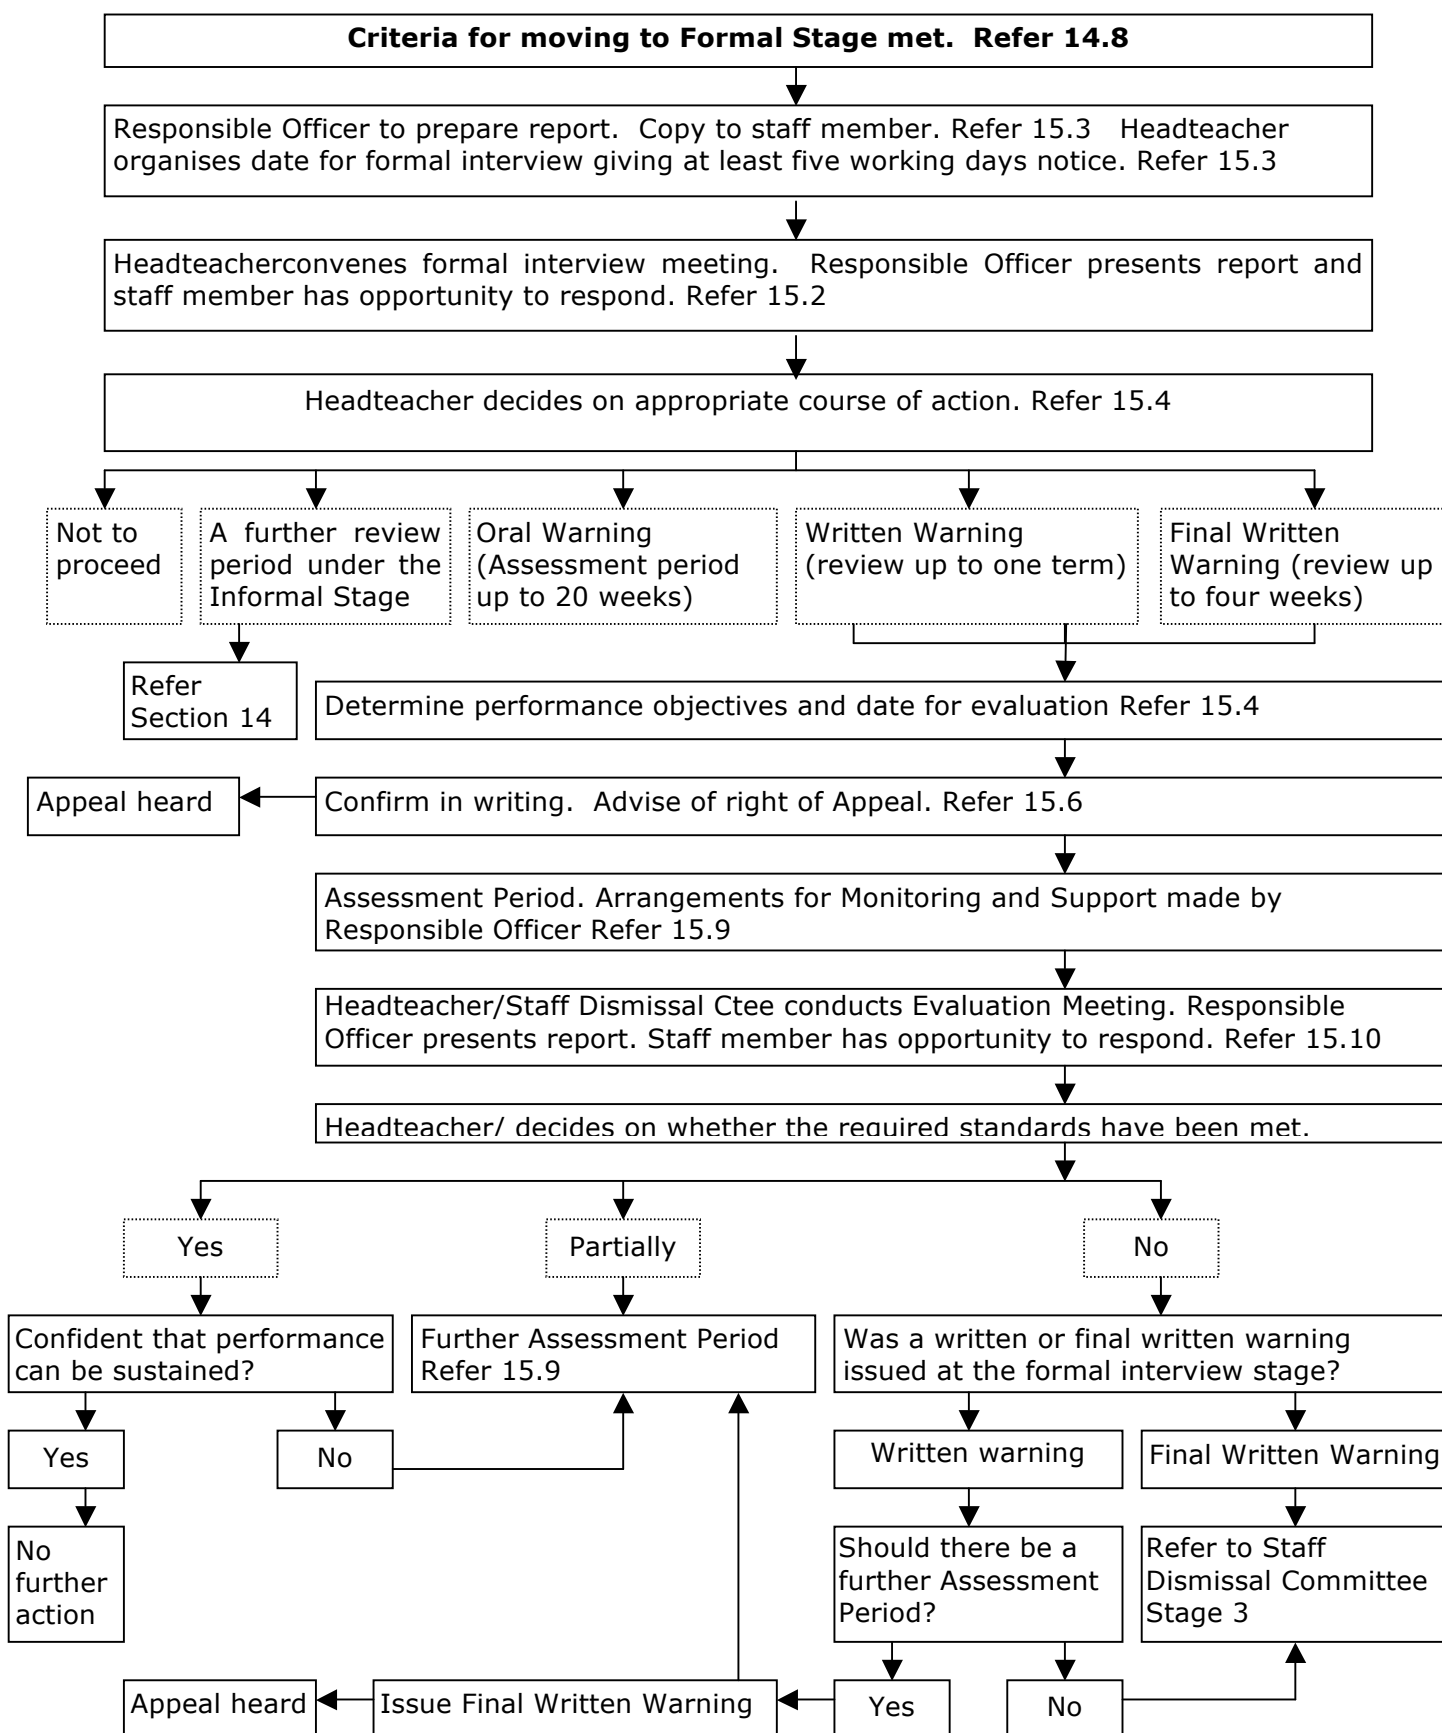 Criteria for moving to Formal Stage met.  Refer 14.8
Responsible Officer to prepare report.  Copy to staff member. Refer 15.3   Headteacher
organises date for formal interview giving at least five working days notice. Refer 15.3
Headteacherconvenes formal interview meeting.  Responsible Officer presents report and
staff member has opportunity to respond. Refer 15.2
Headteacher decides on appropriate course of action. Refer 15.4
Not to
proceed
A further review
period under the
Informal Stage
Oral Warning
(Assessment period
up to 20 weeks)
Written Warning
(review up to one term)
Final Written
Warning (review up
to four weeks)
Refer
Section 14
Determine performance objectives and date for evaluation Refer 15.4
Appeal heard
Confirm in writing.  Advise of right of Appeal. Refer 15.6
Assessment Period. Arrangements for Monitoring and Support made by
Responsible Officer Refer 15.9
Headteacher/Staff Dismissal Ctee conducts Evaluation Meeting. Responsible
Officer presents report. Staff member has opportunity to respond. Refer 15.10
Headteacher/ decides on whether the required standards have been met.
Yes
Partially
No
Confident that performance
can be sustained?
Further Assessment Period
Refer 15.9
Was a written or final written warning
issued at the formal interview stage?
Yes
No
Written warning
Final Written Warning
No
further
action
Should there be a
further Assessment
Period?
Refer to Staff
Dismissal Committee
Stage 3
Appeal heard
Issue Final Written Warning
Yes
No